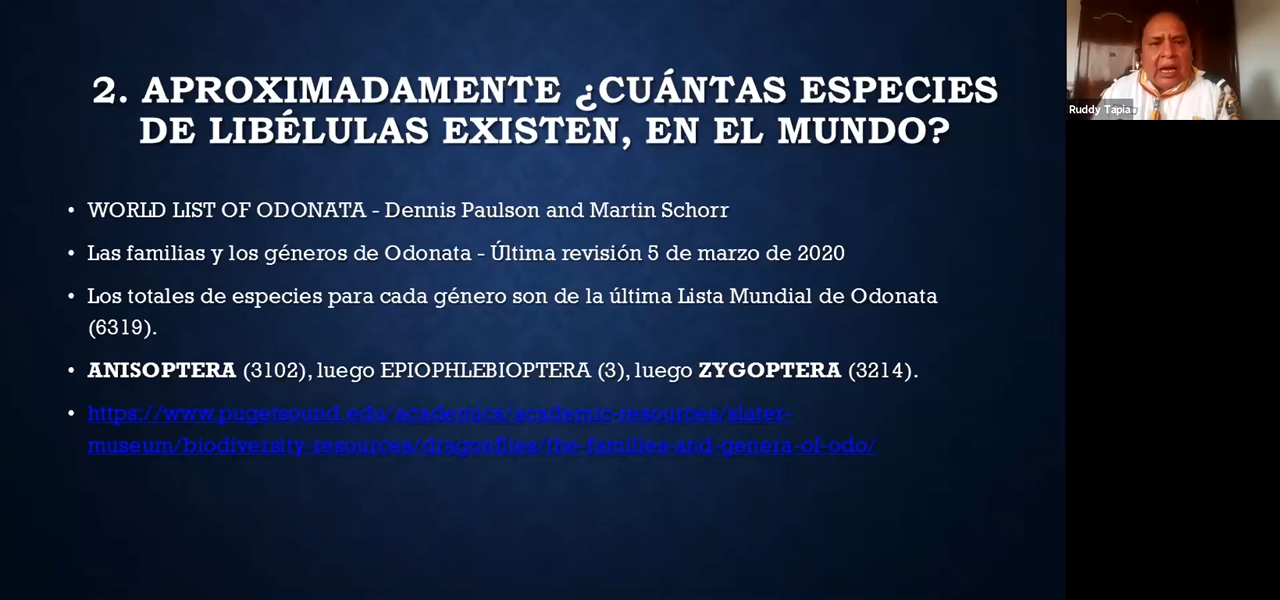 2. APROXIMADAMENTE ¿CUÁNTAS ESPECIES
DE LIBÉLULAS EXISTEN, EN EL MUNDO?
• WORLD LIST OF ODONATA - Dennis Paulson and Martin Schorr
• Las familias y los géneros de Odonata - Última revisión 5 de marzo de 2020
• Los totales de especies para cada género son de la última Lista Mundial de Odonata
(6319).
• ANISOPTERA (3102), luego EPIOPHLEBIOPTERA (3), luego ZYGOPTERA (3214).
• https://www.pugetsound.edu/academics/academic-resources/slater-
museum/biodiversity-resources/dragonflies/the-families-and-genera-of-odo/
Ruddy Tapia